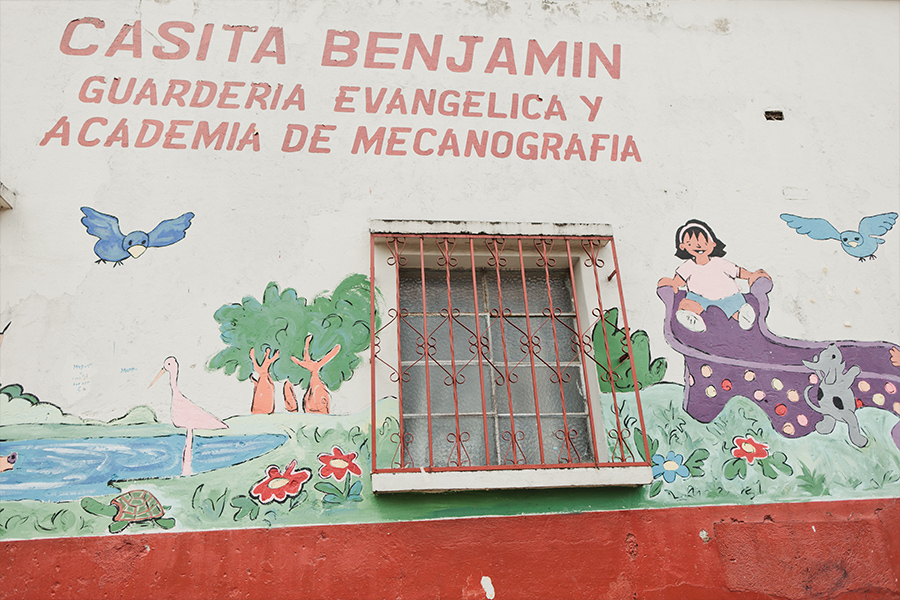 CASITA BENJAMIN
GUARDERIA EVANGELICA Y
ACADEMIA DE MECANOGRAFIA